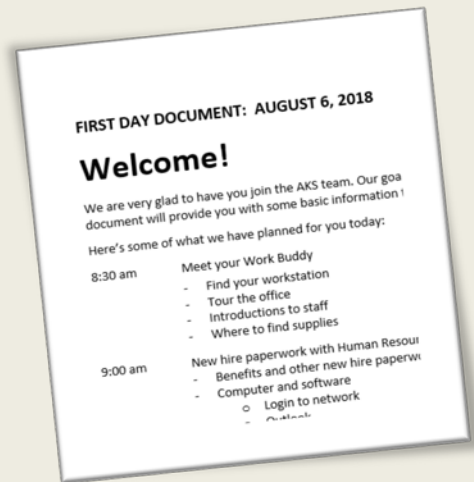 FIRST DAY DOCUMENT: AUGUST 6, 2018
Welcome!
We are very glad to have you join the AKS team. Our goa
document will provide you with some basic information
Here's some of what we have planned for you today:
8:30 am Meet your Work Buddy
- Find your workstation
- Tour the office
- Introductions to staff
- Where to find supplies
9:00 am New hire paperwork with Human Resour
- Benefits and other new hire paperw
- Computer and software
o Login to network